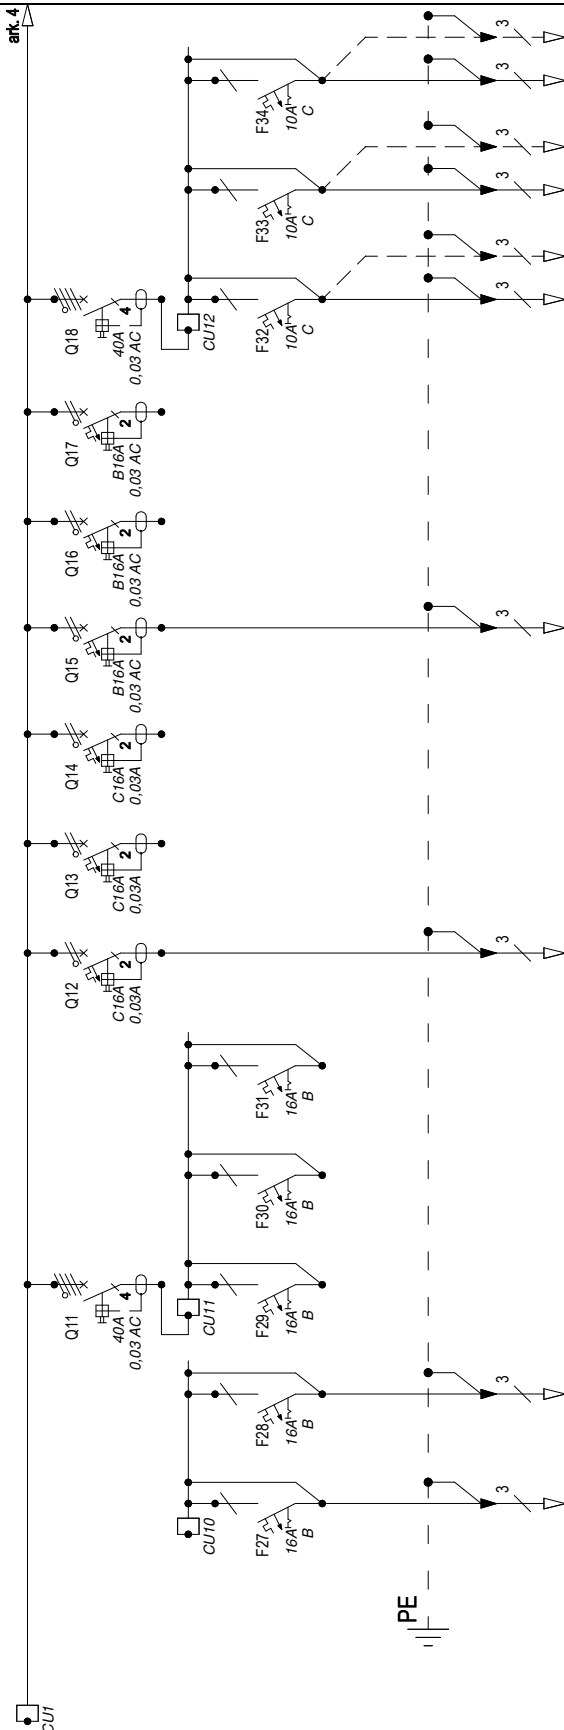 CU1
ark. 4
Q11
4
40A
0,03 AC
Q12
2
C16A
0,03A
Q13
2
C16A
0,03A
Q14
2
C16A
0,03A
Q15
2
B16A
0,03 AC
Q16
2
B16A
0,03 AC
Q17
2
B16A
0,03 AC
Q18
4
40A
0,03 AC
CU10
CU11
CU12
F27
16A
B
F28
16A
B
F29
16A
B
F30
16A
B
F31
16A
B
F32
10A
C
F33
10A
C
F34
10A
C
PE
3
3
3
3
3
3
3
3
3
3